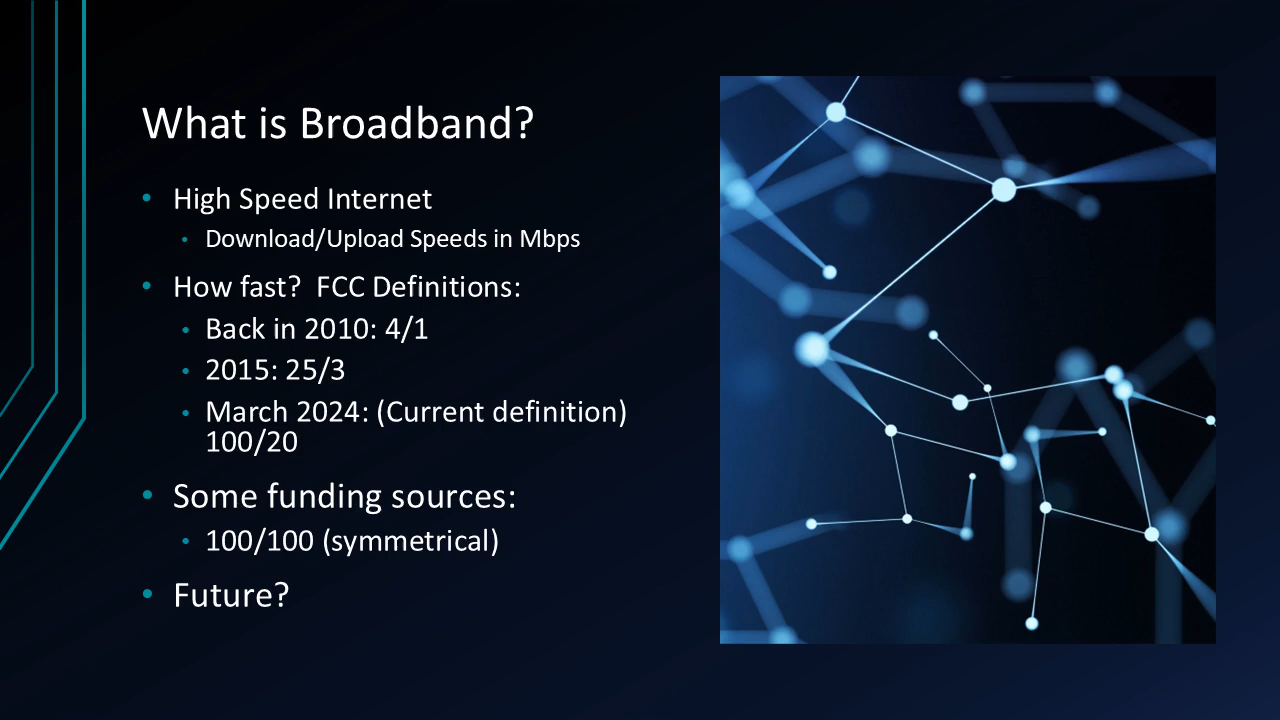 What is Broadband?
• High Speed Internet
• Download/Upload Speeds in Mbps
• How fast?  FCC Definitions:
• Back in 2010: 4/1
• 2015: 25/3
• March 2024: (Current definition)
100/20
• Some funding sources:
• 100/100 (symmetrical)
• Future?